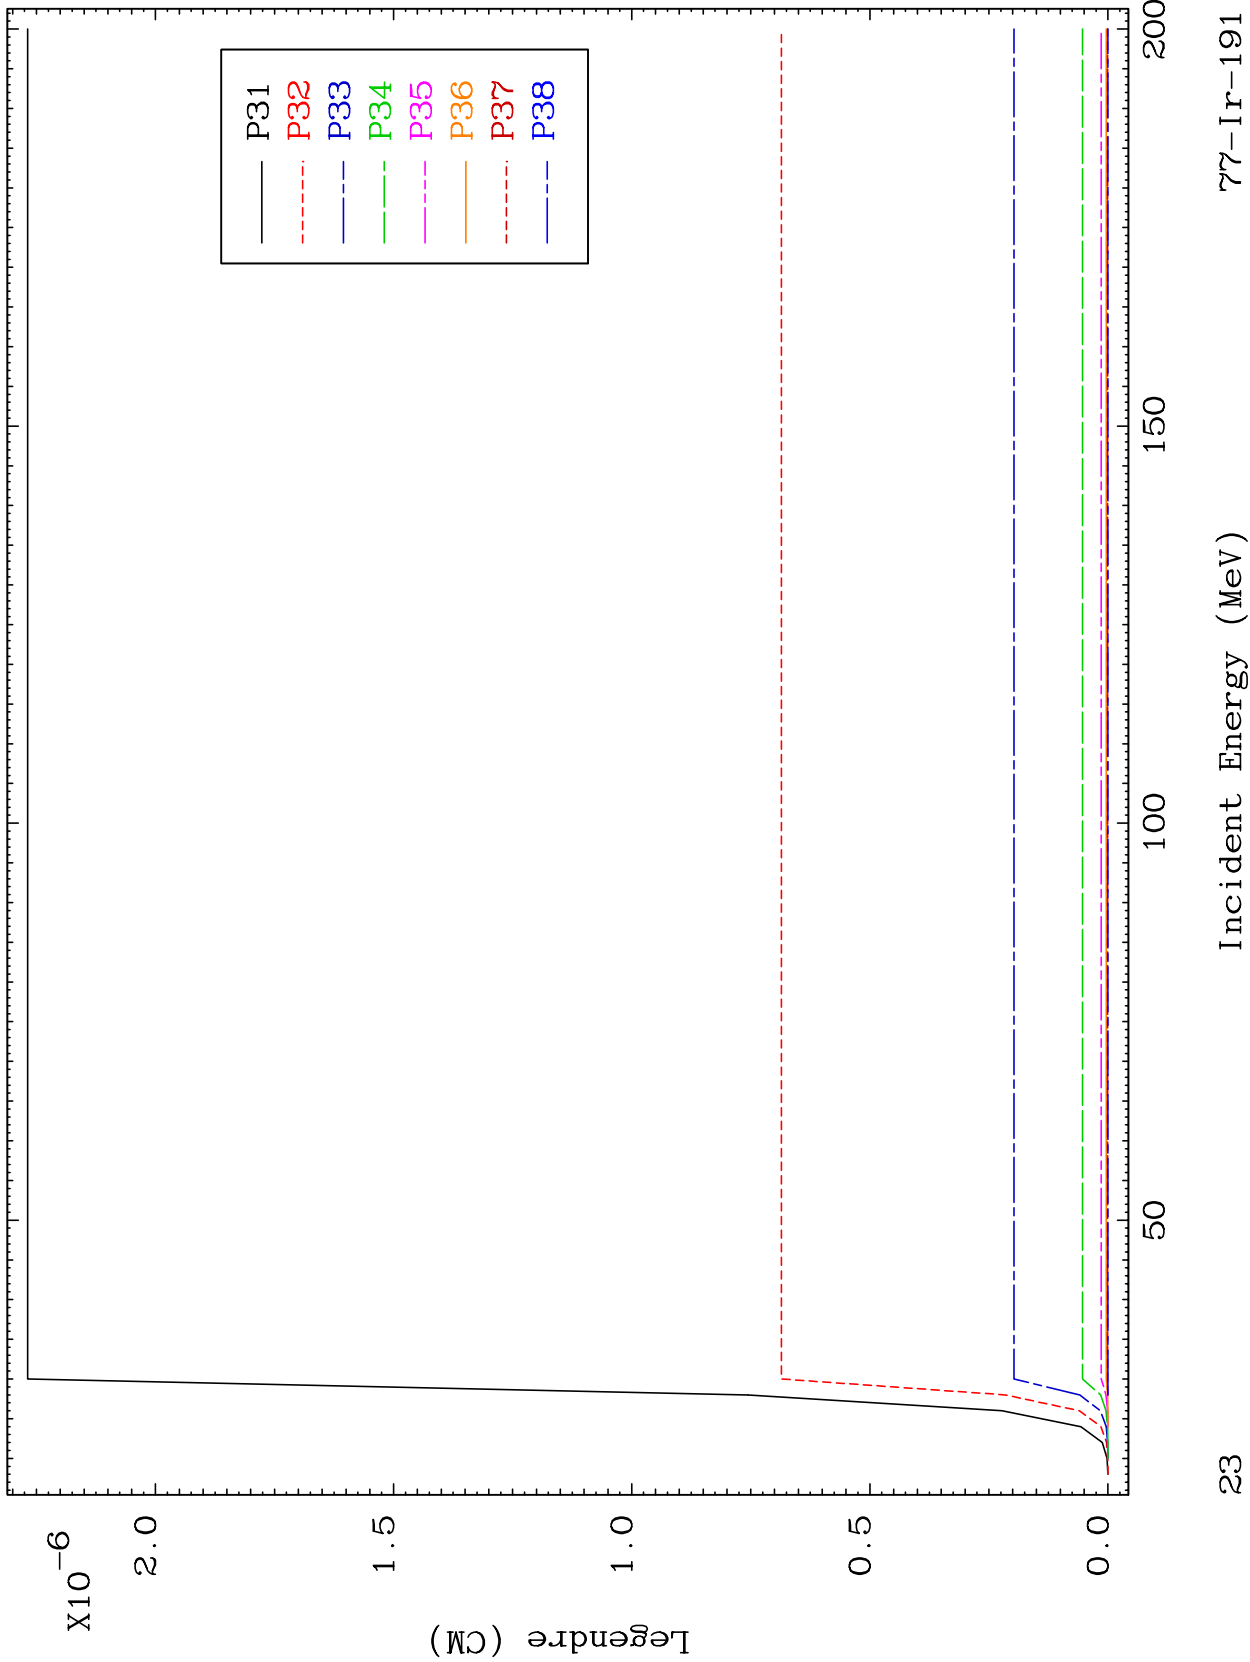 X10-6
2.0
1.5
1.0
0.5
0.0
Legendre (CM)
P31
P32
P33
P34
P35
P36
P37
P38
50
100
150
200
23
Incident Energy (MeV)
77-Ir-191